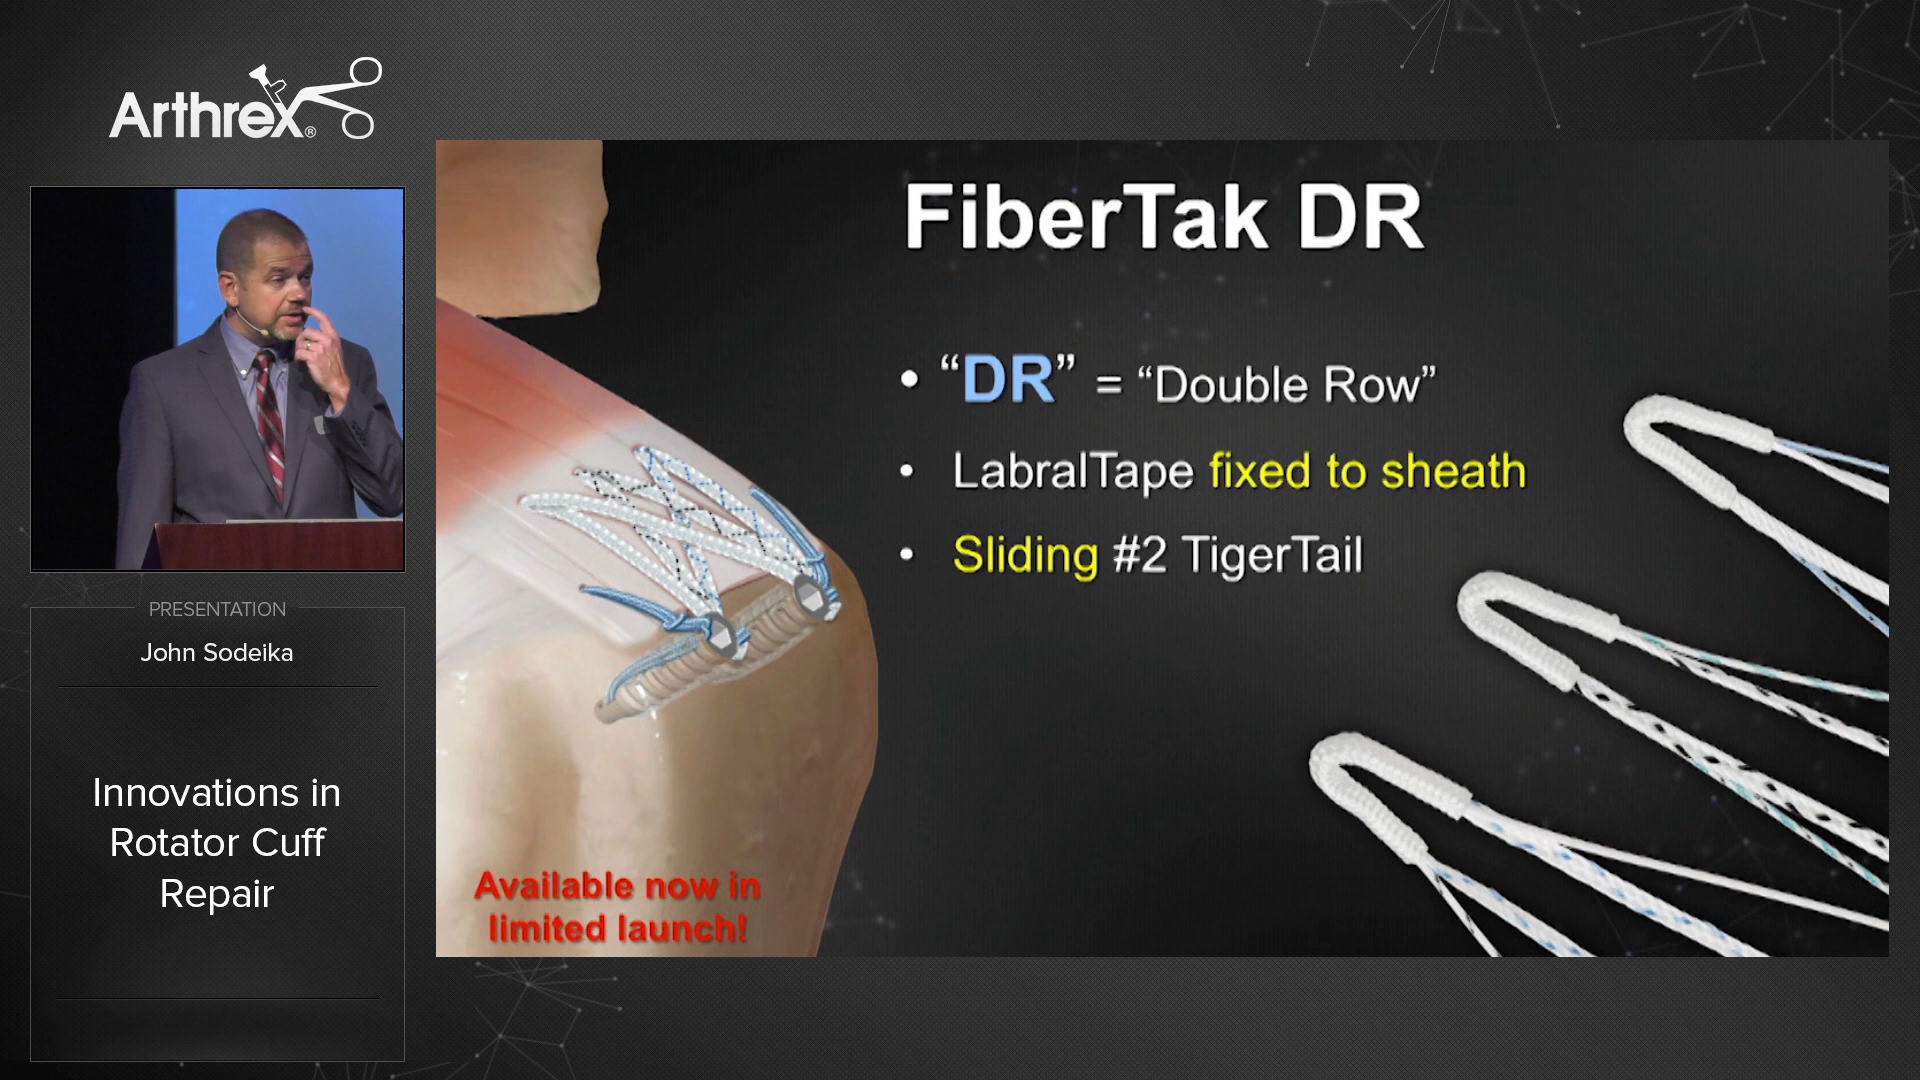 Arthrex®
PRESENTATION
John Sodeika
Innovations in
Rotator Cuff
Repair
FiberTak DR
• “DR” = “Double Row”
• LabralTape fixed to sheath
• Sliding #2 TigerTail
Available now in
limited launch!